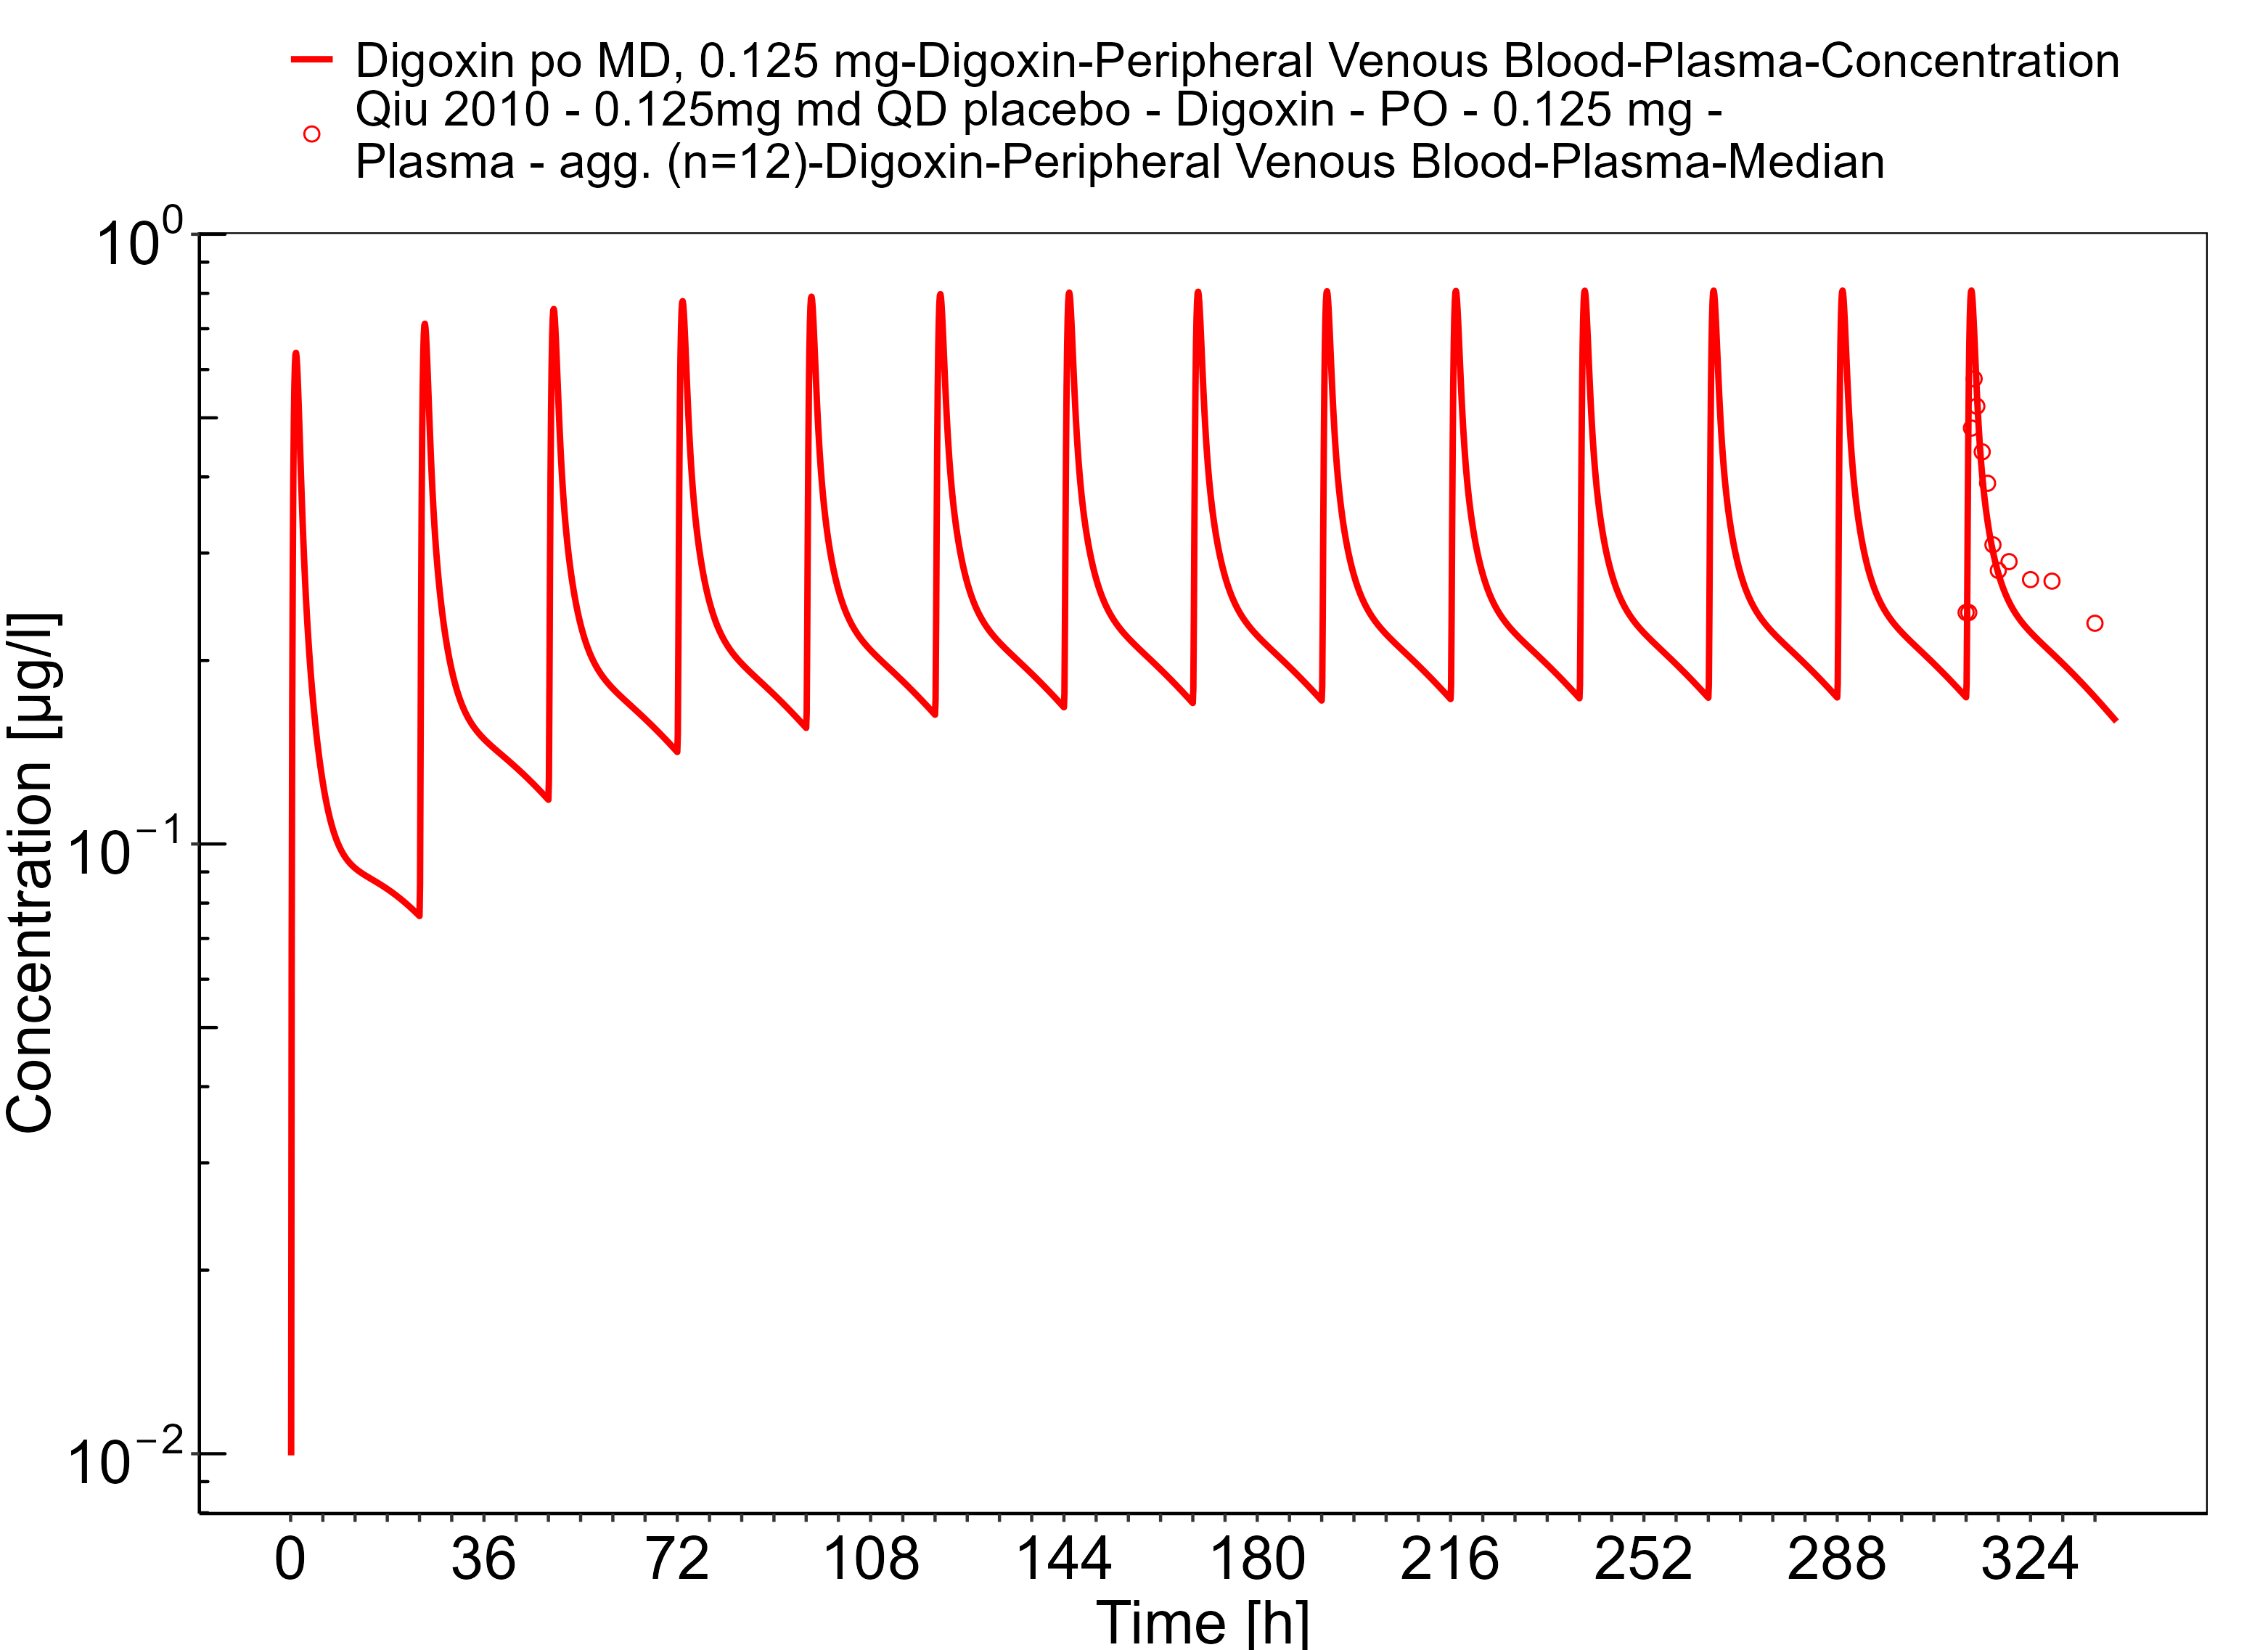 Digoxin po MD, 0.125 mg-Digoxin-Peripheral Venous Blood-Plasma-Concentration
Qiu 2010 - 0.125mg md QD placebo - Digoxin - PO - 0.125 mg -
Plasma - agg. (n=12)-Digoxin-Peripheral Venous Blood-Plasma-Median
10⁰
10⁻¹
10⁻²
Concentration [µg/l]
0 36 72 108 144 180 216 252 288 324
Time [h]